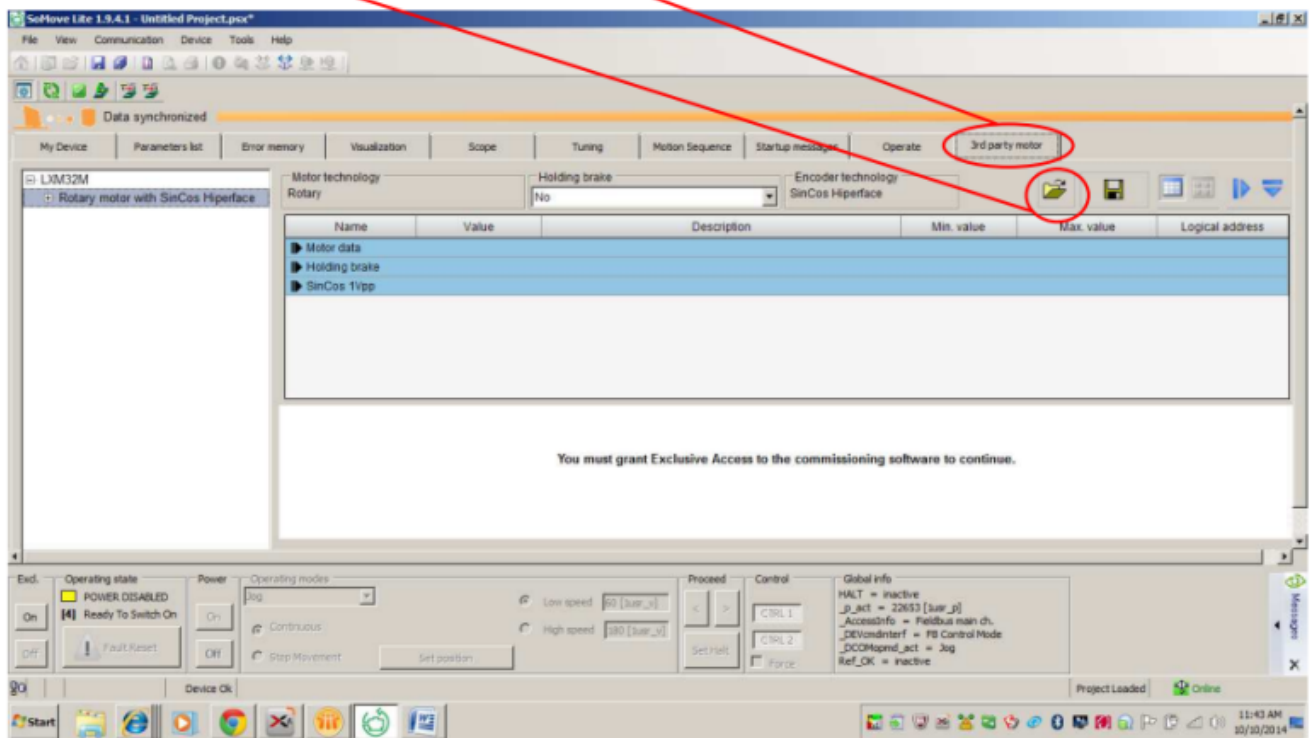 SoMove Lite 1.9.4.1 - Untitled Project.psx*
File View Communication Device Tools Help
Data synchronized
My Device Parameters list Error memory Visualization Scope Tuning Motion Sequence Startup messages Operate 3rd party motor
LXM32M
Rotary motor with SinCos Hiperface
Motor technology
Rotary
Holding brake
No
Encoder technology
SinCos Hiperface
Name Value Description Min. value Max. value Logical address
Motor data
Holding brake
SinCos 1Vpp
You must grant Exclusive Access to the commissioning software to continue.
Excl.
On
Off
Operating state
POWER DISABLED
[4] Ready To Switch On
Fault Reset
Power
On
Off
Operating modes
Jog
Continuous
Step Movement
Set position
Low speed 60 [1usr_v]
High speed 180 [1usr_v]
Proceed
< >
Set Halt
Control
CTRL 1
CTRL 2
Force
Global info
HALT = inactive
_p_act = 22653 [1usr_p]
_AccessInfo = Fieldbus main ch.
_DEVcmdinterf = FB Control Mode
_DCOMopmd_act = Jog
Ref_OK = inactive
Messages
Device Ok
Project Loaded
Online
Start
11:43 AM
10/10/2014